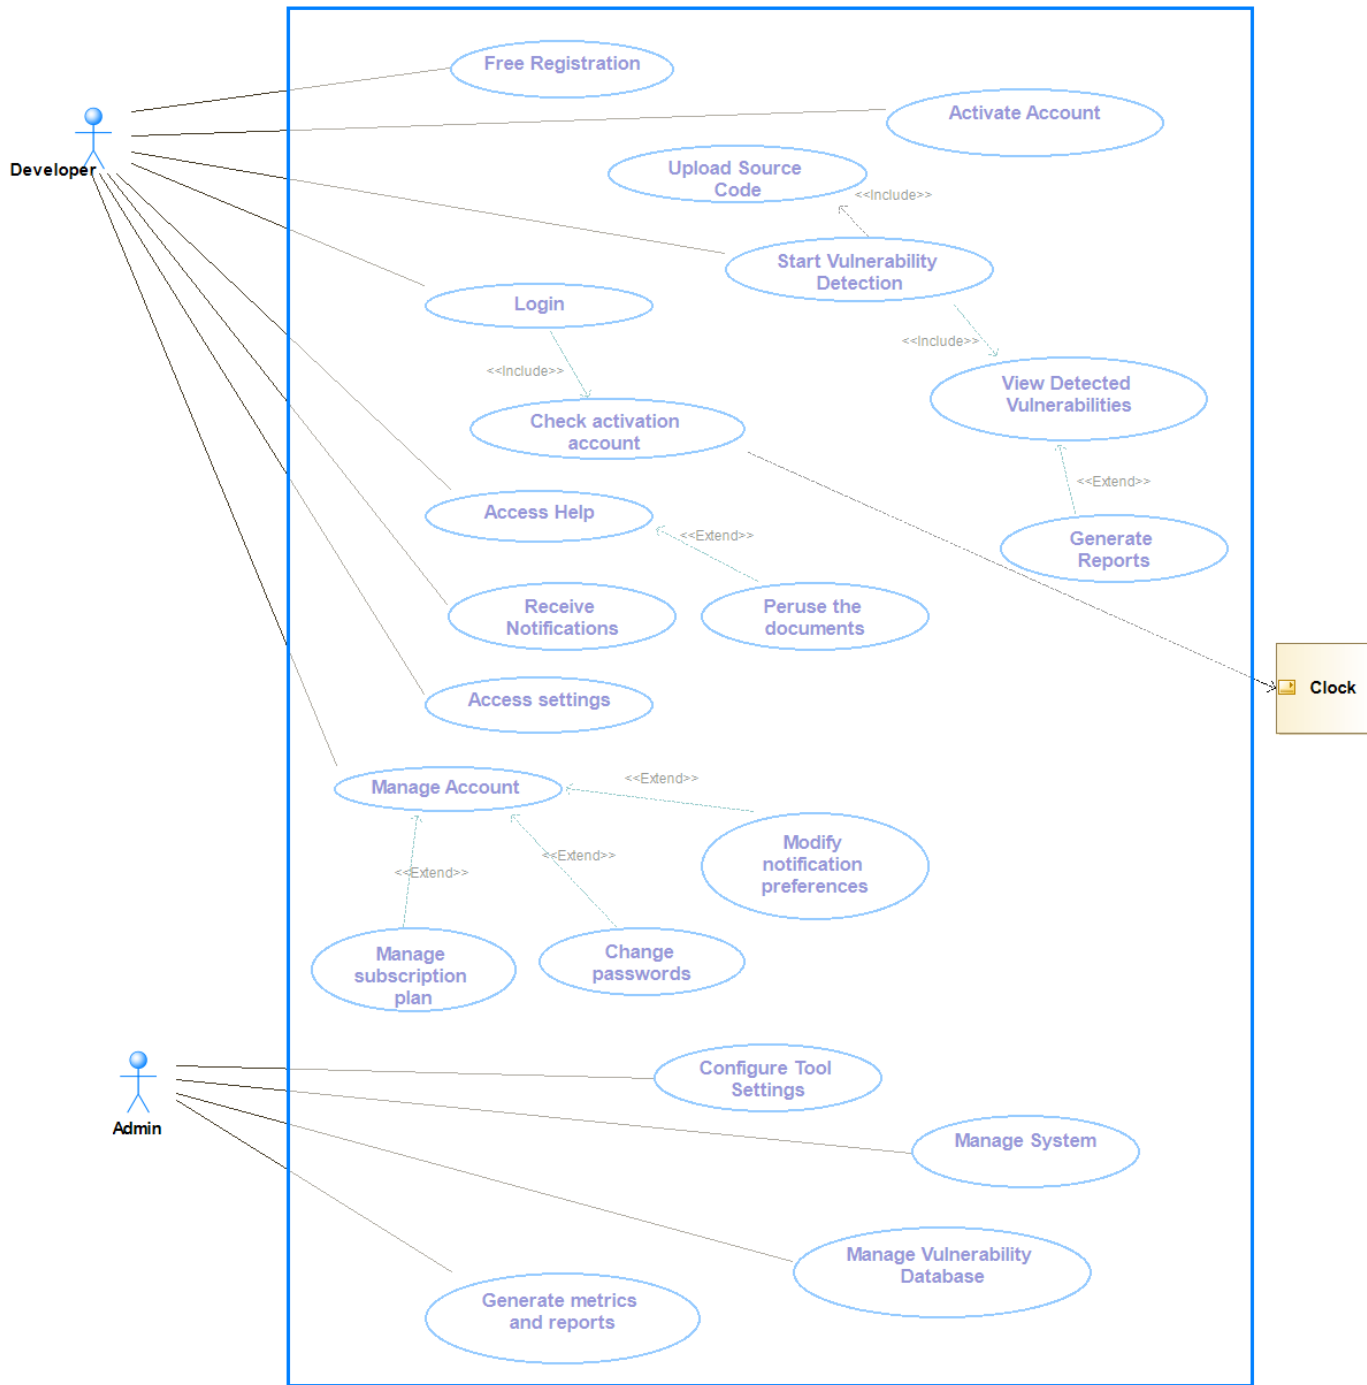 Free Registration
Activate Account
Developer
Upload Source
Code
<<Include>>
Start Vulnerability
Detection
Login
<<Include>>
<<Include>>
View Detected
Vulnerabilities
Check activation
account
<<Extend>>
Access Help
<<Extend>>
Generate
Reports
Receive
Notifications
Peruse the
documents
Clock
Access settings
Manage Account
<<Extend>>
Modify
notification
preferences
<<Extend>>
<<Extend>>
Manage
subscription
plan
Change
passwords
Admin
Configure Tool
Settings
Manage System
Manage Vulnerability
Database
Generate metrics
and reports